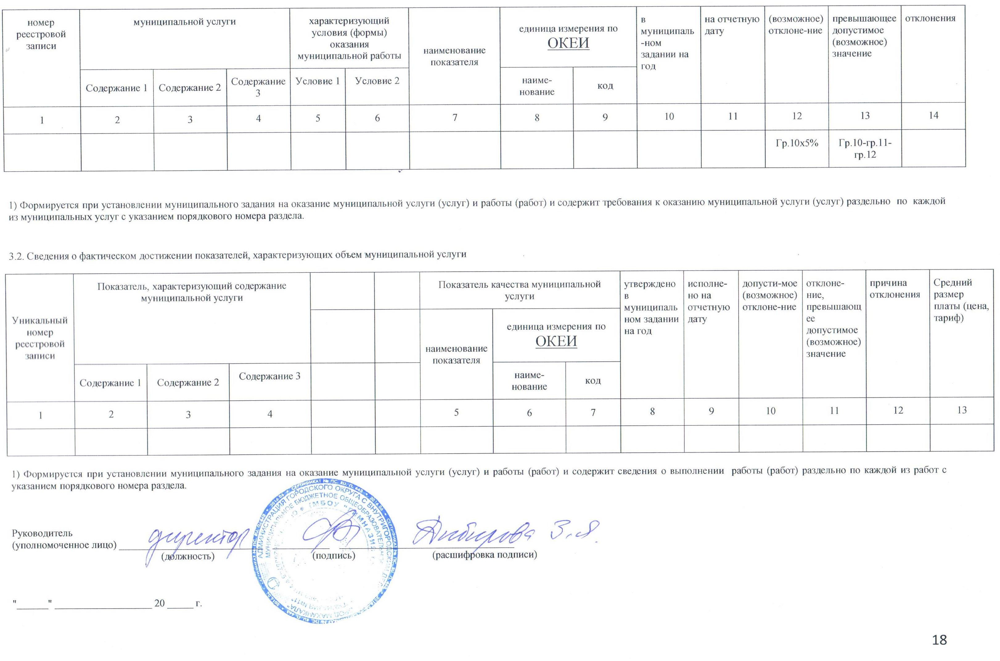 номер
реестровой
записи
муниципальной услуги
характеризующий
условия (формы)
оказания
муниципальной работы
наименование
показателя
единица измерения по
ОКЕИ
в
муниципаль
-ном
задании на
год
на отчетную
дату
(возможное)
отклоне-ние
превышающее
допустимое
(возможное)
значение
отклонения
Содержание 1
Содержание 2
Содержание
3
Условие 1
Условие 2
наиме-
нование
код
1 2 3 4 5 6 7 8 9 10 11 12 13 14
Гр.10х5%
Гр.10-гр.11-
гр.12
1) Формируется при установлении муниципального задания на оказание муниципальной услуги (услуг) и работы (работ) и содержит требования к оказанию муниципальной услуги (услуг) раздельно по каждой
из муниципальных услуг с указанием порядкового номера раздела.
3.2. Сведения о фактическом достижении показателей, характеризующих объем муниципальной услуги
Уникальный
номер
реестровой
записи
Показатель, характеризующий содержание
муниципальной услуги
Показатель качества муниципальной
услуги
утверждено
в
муниципаль
ном задании
на год
исполне-
но на
отчетную
дату
допусти-мое
(возможное)
отклоне-ние
отклоне-
ние,
превышающ
ее
допустимое
(возможное)
значение
причина
отклонения
Средний
размер
платы (цена,
тариф)
наименование
показателя
единица измерения по
ОКЕИ
Содержание 1
Содержание 2
Содержание 3
наиме-
нование
код
1 2 3 4 5 6 7 8 9 10 11 12 13
1) Формируется при установлении муниципального задания на оказание муниципальной услуги (услуг) и работы (работ) и содержит сведения о выполнении работы (работ) раздельно по каждой из работ с
указанием порядкового номера раздела.
СЕРТИФИКАТ № ПС. RU. П. 665 * 2016.06
АДМИНИСТРАЦИЯ ГОРОДСКОГО ОКРУГА С ВНУТРИГОРОДСКИМ
МУНИЦИПАЛЬНОЕ БЮДЖЕТНОЕ ОБЩЕОБРАЗОВАТЕЛЬНОЕ
(МБОУ "ГИМНАЗИЯ
МАХАЧКАЛА"
Руководитель
(уполномоченное лицо) директор Дибирова З.Я.
(должность) (подпись) (расшифровка подписи)
"______" ___________________ 20 _____ г.
18